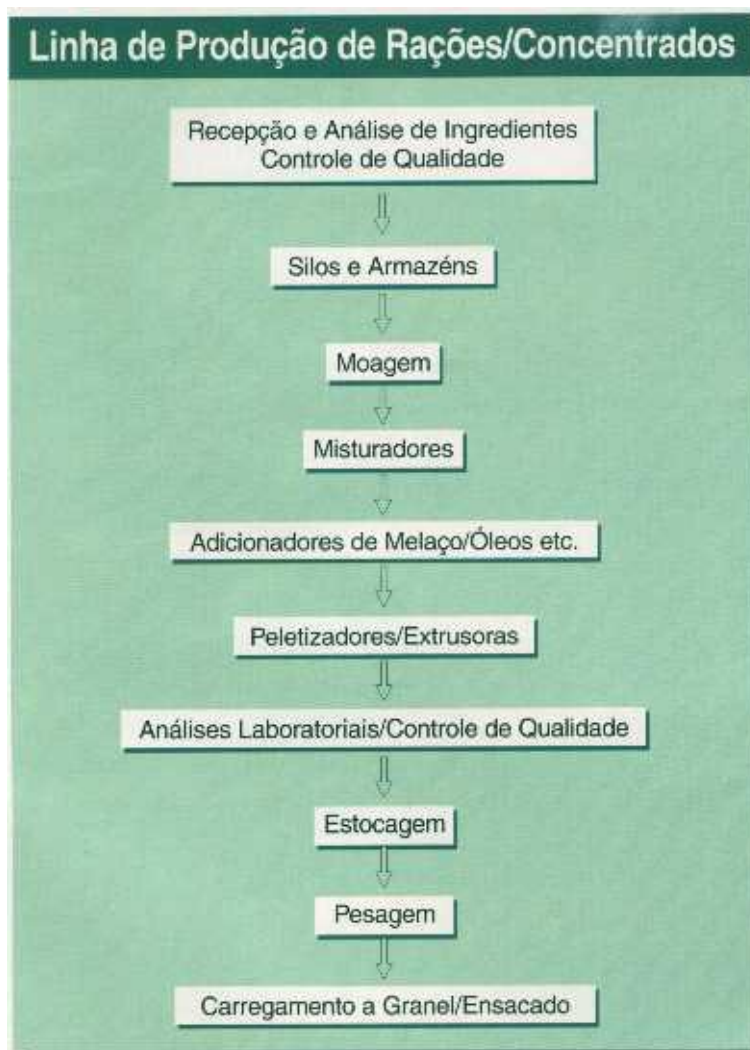 Linha de Produção de Rações/Concentrados
Recepção e Análise de Ingredientes
Controle de Qualidade
Silos e Armazéns
Moagem
Misturadores
Adicionadores de Melaço/Óleos etc.
Peletizadores/Extrusoras
Análises Laboratoriais/Controle de Qualidade
Estocagem
Pesagem
Carregamento a Granel/Ensacado